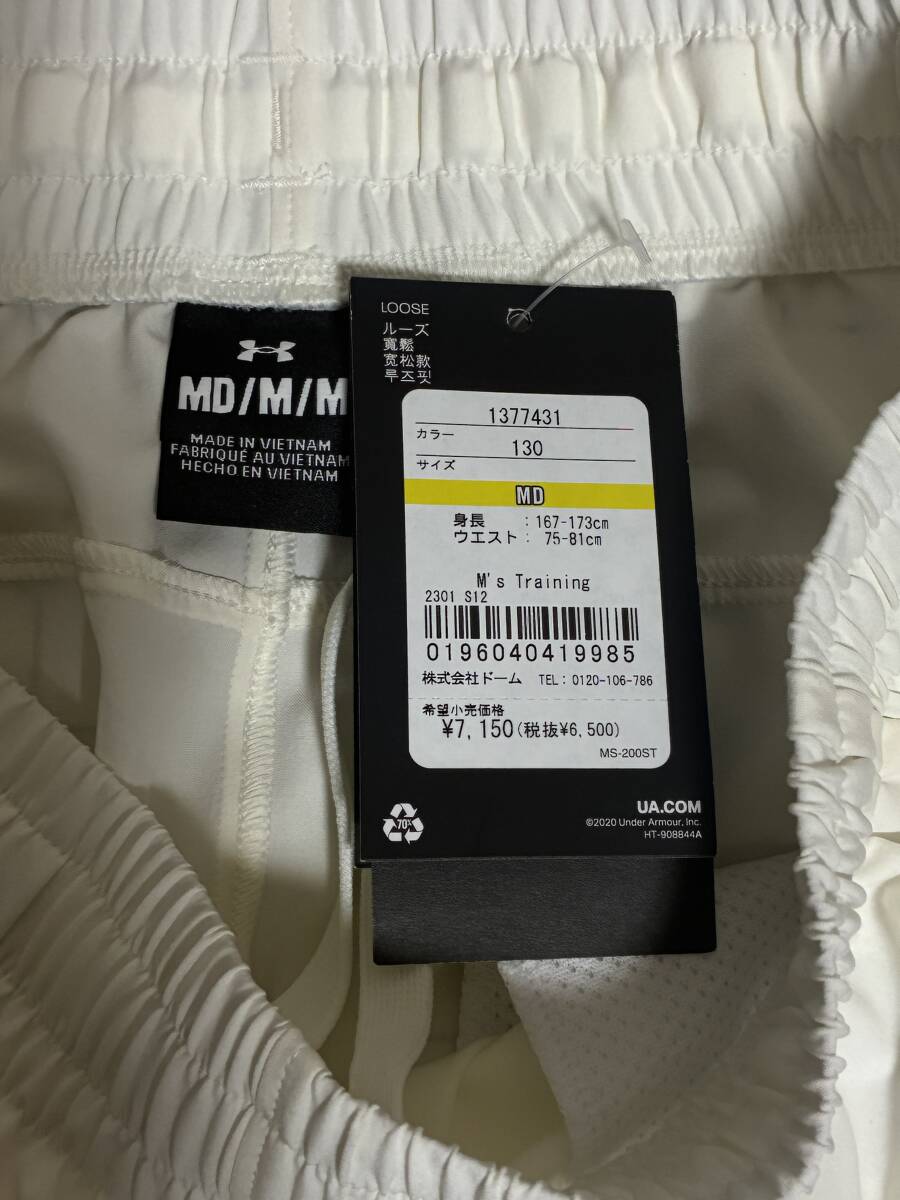 MD/M/M
MADE IN VIETNAM
FABRIQUÉ AU VIETNAM
HECHO EN VIETNAM
LOOSE
ルーズ
寬鬆
宽松款
루즈핏
1377431
カラー
130
サイズ
MD
身長 : 167-173cm
ウエスト : 75-81cm
M's Training
2301 S12
0196040419985
株式会社ドーム TEL: 0120-106-786
希望小売価格
¥7,150(税抜¥6,500)
MS-200ST
70%
UA.COM
©2020 Under Armour, Inc.
HT-908844A